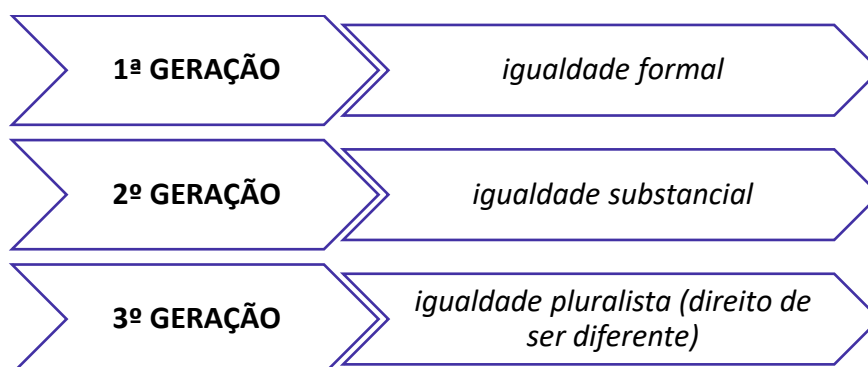 1ª GERAÇÃO
igualdade formal
2º GERAÇÃO
igualdade substancial
3º GERAÇÃO
igualdade pluralista (direito de
ser diferente)